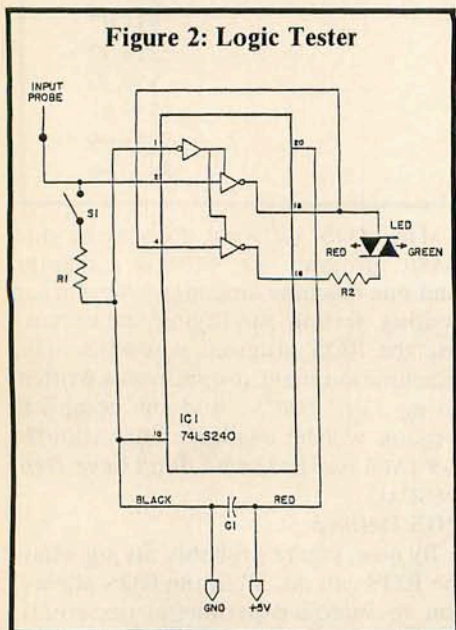 Figure 2: Logic Tester
INPUT
PROBE
1
20
2
18
S1
LED
RED
GREEN
4
16
R2
R1
IC1
10
74LS240
BLACK
RED
C1
GND
+5V